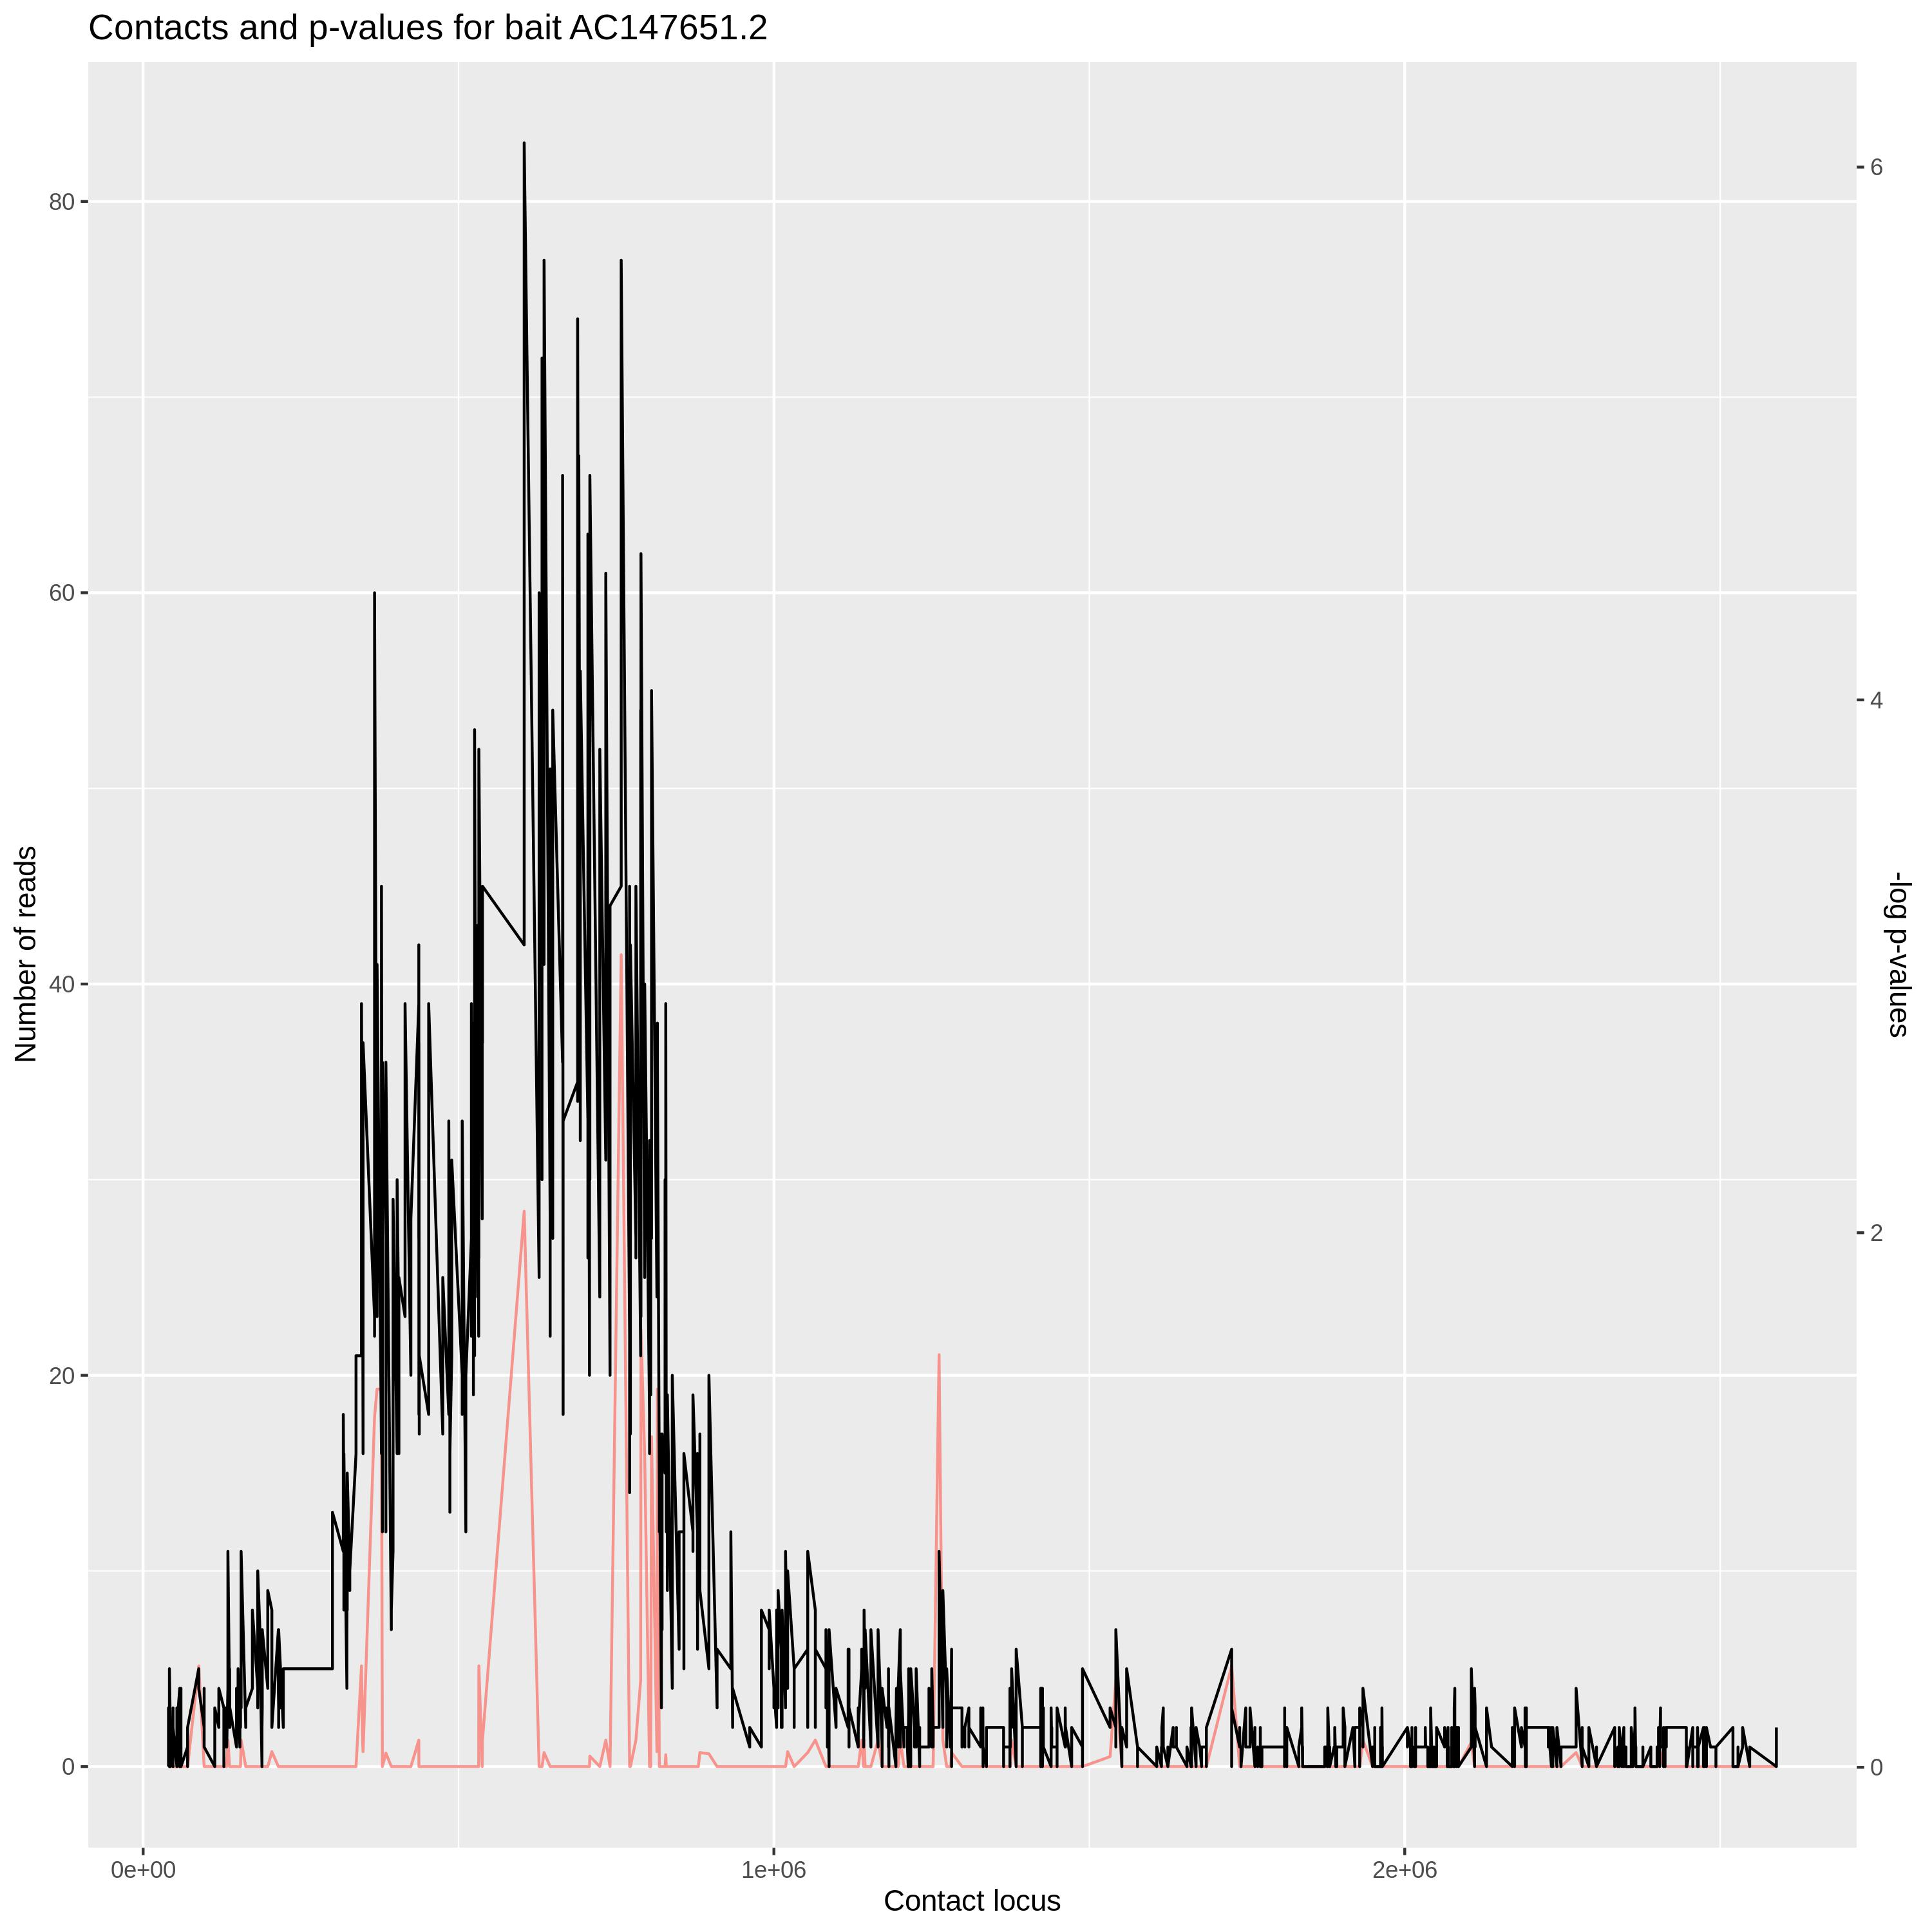 Contacts and p-values for bait AC147651.2
80
60
40
20
0
6
4
2
0
Number of reads
-log p-values
0e+00
1e+06
2e+06
Contact locus